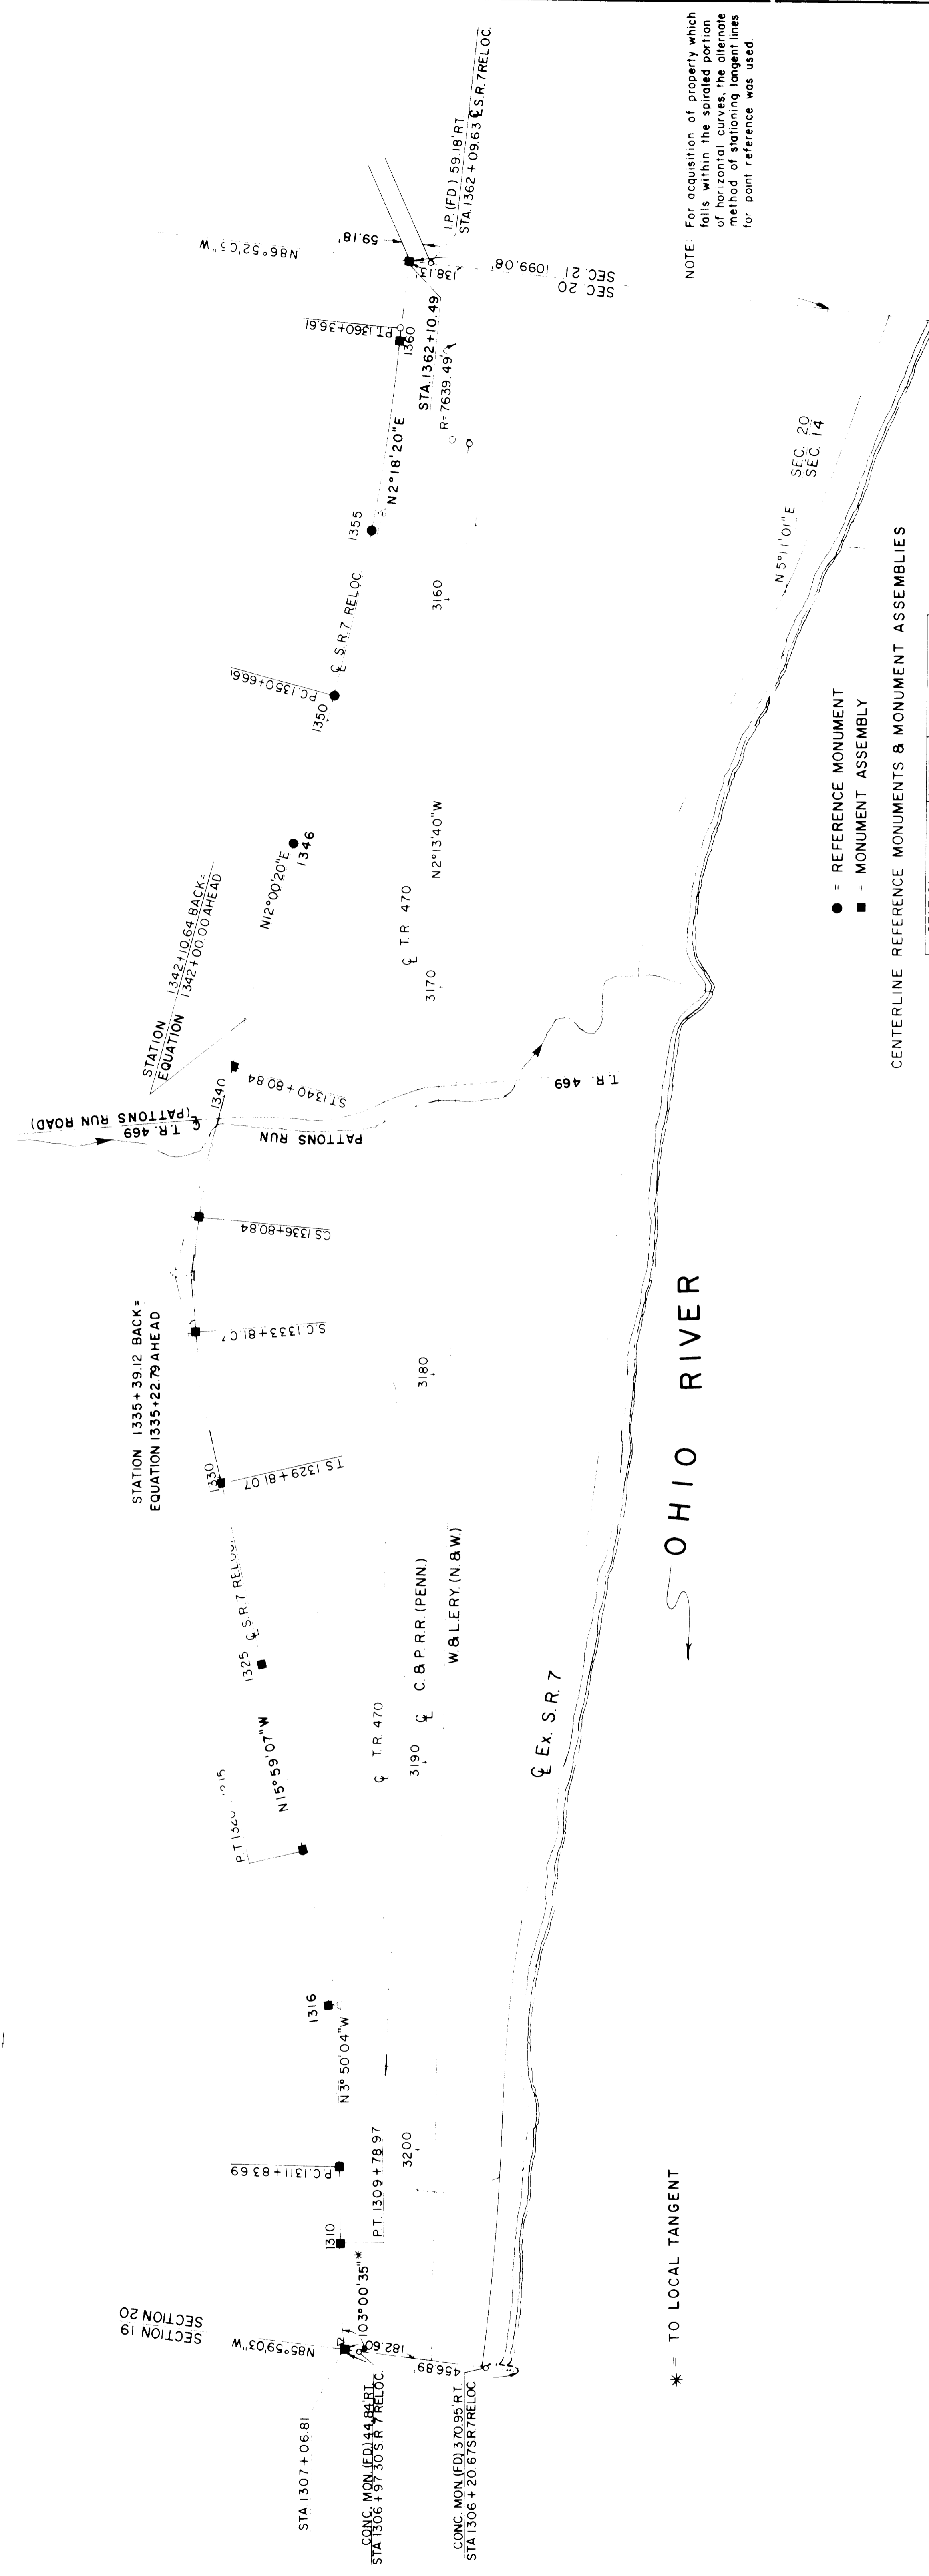 STA 1307+06.81
CONC. MON. (FD) 44.84' RT.
STA 1306+97.30 S.R. 7 RELOC.
CONC. MON. (FD) 370.95' RT.
STA 1306+20.67 S.R. 7 RELOC.
SECTION 19
SECTION 20
N85°59'03"W
103°00'35"*
182.60'
456.89'
77'
1310
P.T. 1309+78.97
P.C. 1311+83.69
3200
N3°50'04"W
1316
N15°59'07"W
℄ T.R. 470
3190
℄ C. & P. R.R. (PENN.)
W. & L.E RY. (N. & W.)
℄ Ex. S.R. 7
1325
℄ S.R. 7
1330
T.S. 1329+81.07
STATION 1335+39.12 BACK =
EQUATION 1335+22.79 AHEAD
S.C. 1333+81.07
3180
C.S. 1336+80.84
OHIO RIVER
T.R. 469
(PATTONS RUN ROAD)
℄
PATTONS RUN
1340
S.T. 1340+80.84
T.R. 469
STATION 1342+10.64 BACK =
EQUATION 1342+00.00 AHEAD
N12°00'20"E
1346
3170
℄ T.R. 470
N2°13'40"W
1350
℄ S.R. 7 RELOC.
1355
N2°18'20"E
3160
P.T. 1360+36.61
1360
STA. 1362+10.49
R=7639.49'
59.18'
138.13'
I.P. (FD) 59.18' RT.
STA. 1362+09.63 ℄ S.R. 7 RELOC.
SEC. 21 1099.08'
SEC. 20
N5°11'01"E
SEC. 20
SEC. 14
NOTE: For acquisition of property which
falls within the spiraled portion
of horizontal curves, the alternate
method of stationing tangent lines
for point reference was used.
● = REFERENCE MONUMENT
■ = MONUMENT ASSEMBLY
CENTERLINE REFERENCE MONUMENTS & MONUMENT ASSEMBLIES
* = TO LOCAL TANGENT